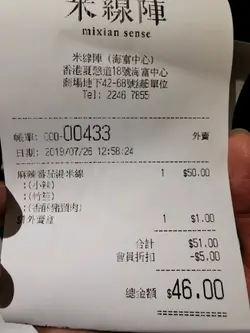 米線陣
mixian sense
米線陣 (海富中心)
香港夏慤道18號海富中心
商場地下42-68號舖單位
Tel: 2246 7855
帳單: 000-00433 外賣
日期: 2019/07/26 12:58:24
麻辣番茄湯米線 1 $50.00
:(小辣)
:(竹笙)
:(香酥豬頸肉)
外賣盒 1 $1.00
合計 $51.00
會員折扣 -$5.00
總金額 $46.00